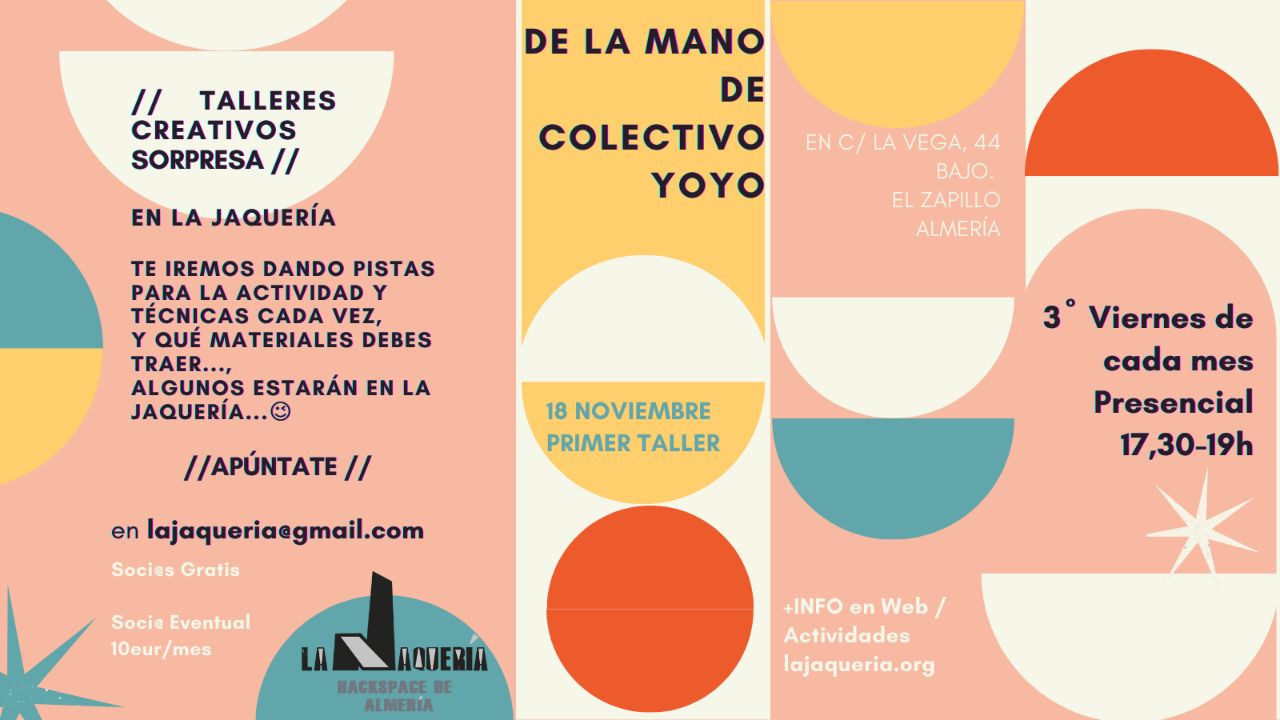 // TALLERES
CREATIVOS
SORPRESA //
EN LA JAQUERÍA
TE IREMOS DANDO PISTAS
PARA LA ACTIVIDAD Y
TÉCNICAS CADA VEZ,
Y QUÉ MATERIALES DEBES
TRAER...,
ALGUNOS ESTARÁN EN LA
JAQUERÍA...😉
//APÚNTATE //
en lajaqueria@gmail.com
Soci@s Gratis
Soci@ Eventual
10eur/mes
LA JAQUERÍA
HACKSPACE DE
ALMERÍA
DE LA MANO
DE
COLECTIVO
YOYO
18 NOVIEMBRE
PRIMER TALLER
EN C/ LA VEGA, 44
BAJO.
EL ZAPILLO
ALMERÍA
+INFO en Web /
Actividades
lajaqueria.org
3° Viernes de
cada mes
Presencial
17,30-19h